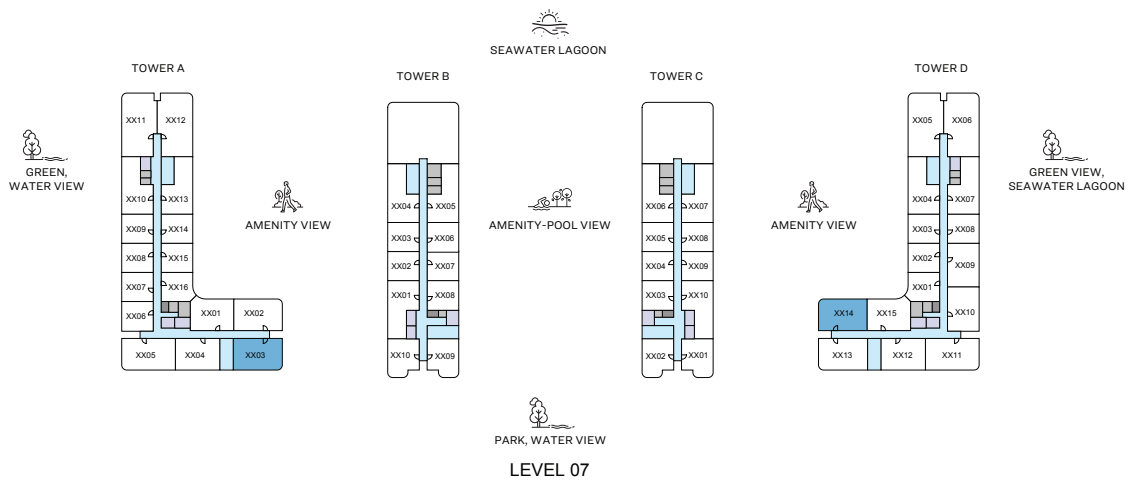 SEAWATER LAGOON
TOWER A
TOWER B
TOWER C
TOWER D
XX11 XX12
XX05 XX06
GREEN,
WATER VIEW
GREEN VIEW,
SEAWATER LAGOON
XX10 XX13
XX04 XX05
XX06 XX07
XX04 XX07
AMENITY VIEW
AMENITY-POOL VIEW
AMENITY VIEW
XX09 XX14
XX03 XX06
XX05 XX08
XX03 XX08
XX08 XX15
XX02 XX07
XX04 XX09
XX02 XX09
XX07 XX16
XX01 XX08
XX03 XX10
XX01
XX06 XX01 XX02
XX14 XX15 XX10
XX05 XX04 XX03
XX10 XX09
XX02 XX01
XX13 XX12 XX11
PARK, WATER VIEW
LEVEL 07